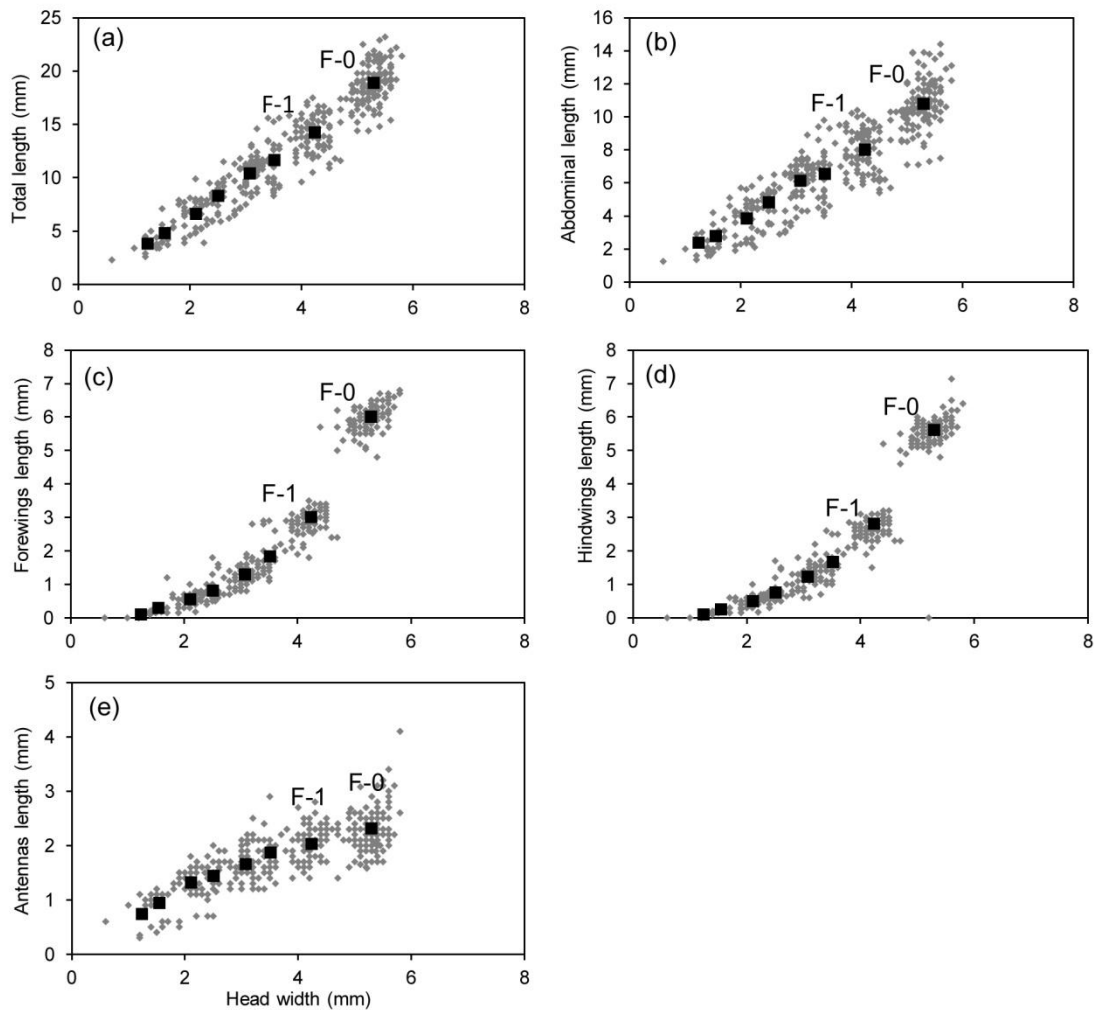 (a)
F-0
F-1
Total length (mm)
25
20
15
10
5
0
0 2 4 6 8
(b)
F-0
F-1
Abdominal length (mm)
16
14
12
10
8
6
4
2
0
0 2 4 6 8
(c)
F-0
F-1
Forewings length (mm)
8
7
6
5
4
3
2
1
0
0 2 4 6 8
(d)
F-0
F-1
Hindwings length (mm)
8
7
6
5
4
3
2
1
0
0 2 4 6 8
(e)
F-1
F-0
Antennas length (mm)
5
4
3
2
1
0
0 2 4 6 8
Head width (mm)